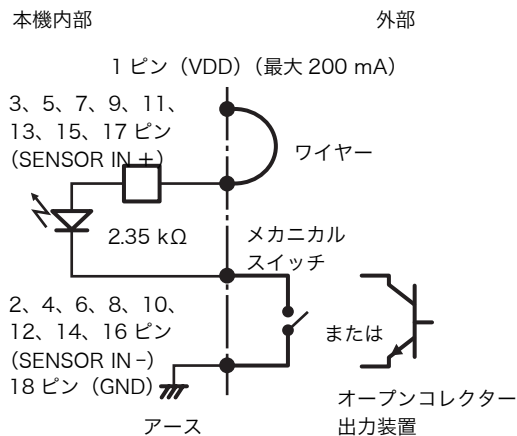 本機内部
外部
1 ピン（VDD）（最大 200 mA）
3、5、7、9、11、
13、15、17 ピン
（SENSOR IN＋）
ワイヤー
2.35 kΩ
メカニカル
スイッチ
2、4、6、8、10、
12、14、16 ピン
（SENSOR IN−）
18 ピン（GND）
または
アース
オープンコレクター
出力装置